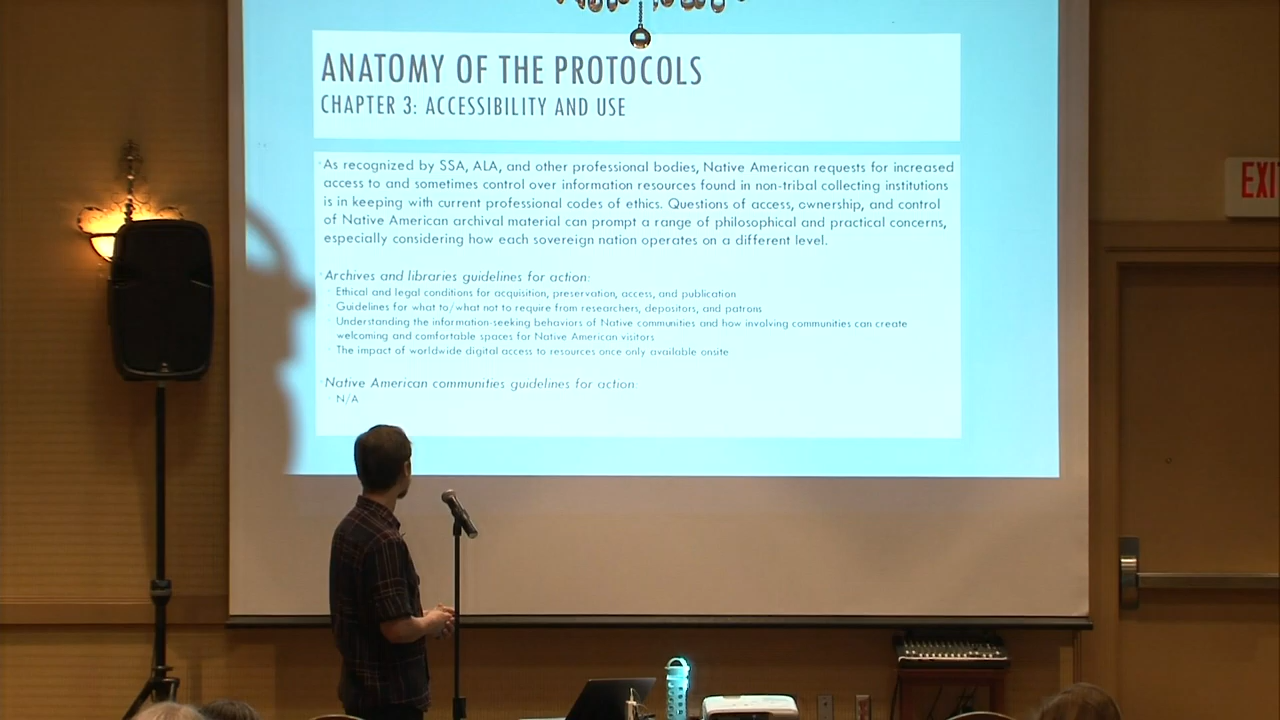 ANATOMY OF THE PROTOCOLS
CHAPTER 3: ACCESSIBILITY AND USE
As recognized by SSA, ALA, and other professional bodies, Native American requests for increased
access to and sometimes control over information resources found in non-tribal collecting institutions
is in keeping with current professional codes of ethics. Questions of access, ownership, and control
of Native American archival material can prompt a range of philosophical and practical concerns,
especially considering how each sovereign nation operates on a different level.
Archives and libraries guidelines for action:
Ethical and legal conditions for acquisition, preservation, access, and publication
Guidelines for what to/what not to require from researchers, depositors, and patrons
Understanding the information-seeking behaviors of Native communities and how involving communities can create
welcoming and comfortable spaces for Native American visitors
The impact of worldwide digital access to resources once only available onsite
Native American communities guidelines for action:
N/A
EXI